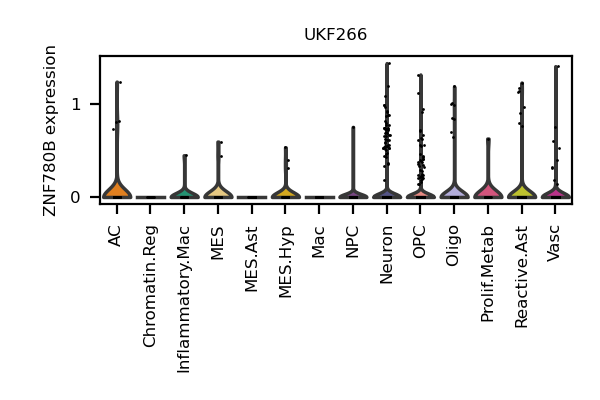 UKF266
ZNF780B expression
1
0
AC
Chromatin.Reg
Inflammatory.Mac
MES
MES.Ast
MES.Hyp
Mac
NPC
Neuron
OPC
Oligo
Prolif.Metab
Reactive.Ast
Vasc